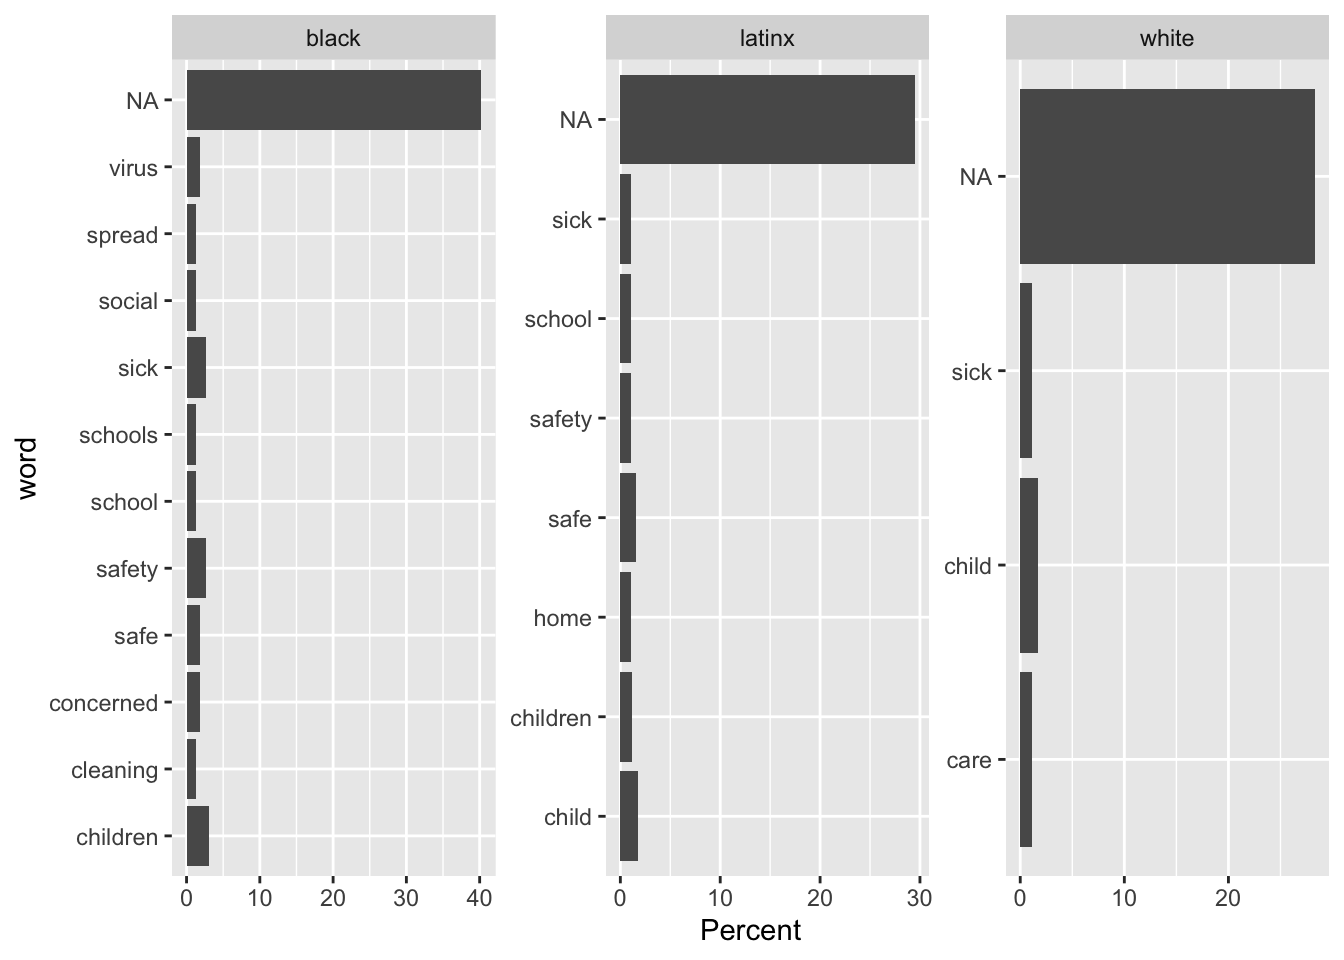 black
latinx
white
word
NA
virus
spread
social
sick
schools
school
safety
safe
concerned
cleaning
children
0 10 20 30 40
NA
sick
school
safety
safe
home
children
child
0 10 20 30
NA
sick
child
care
0 10 20
Percent